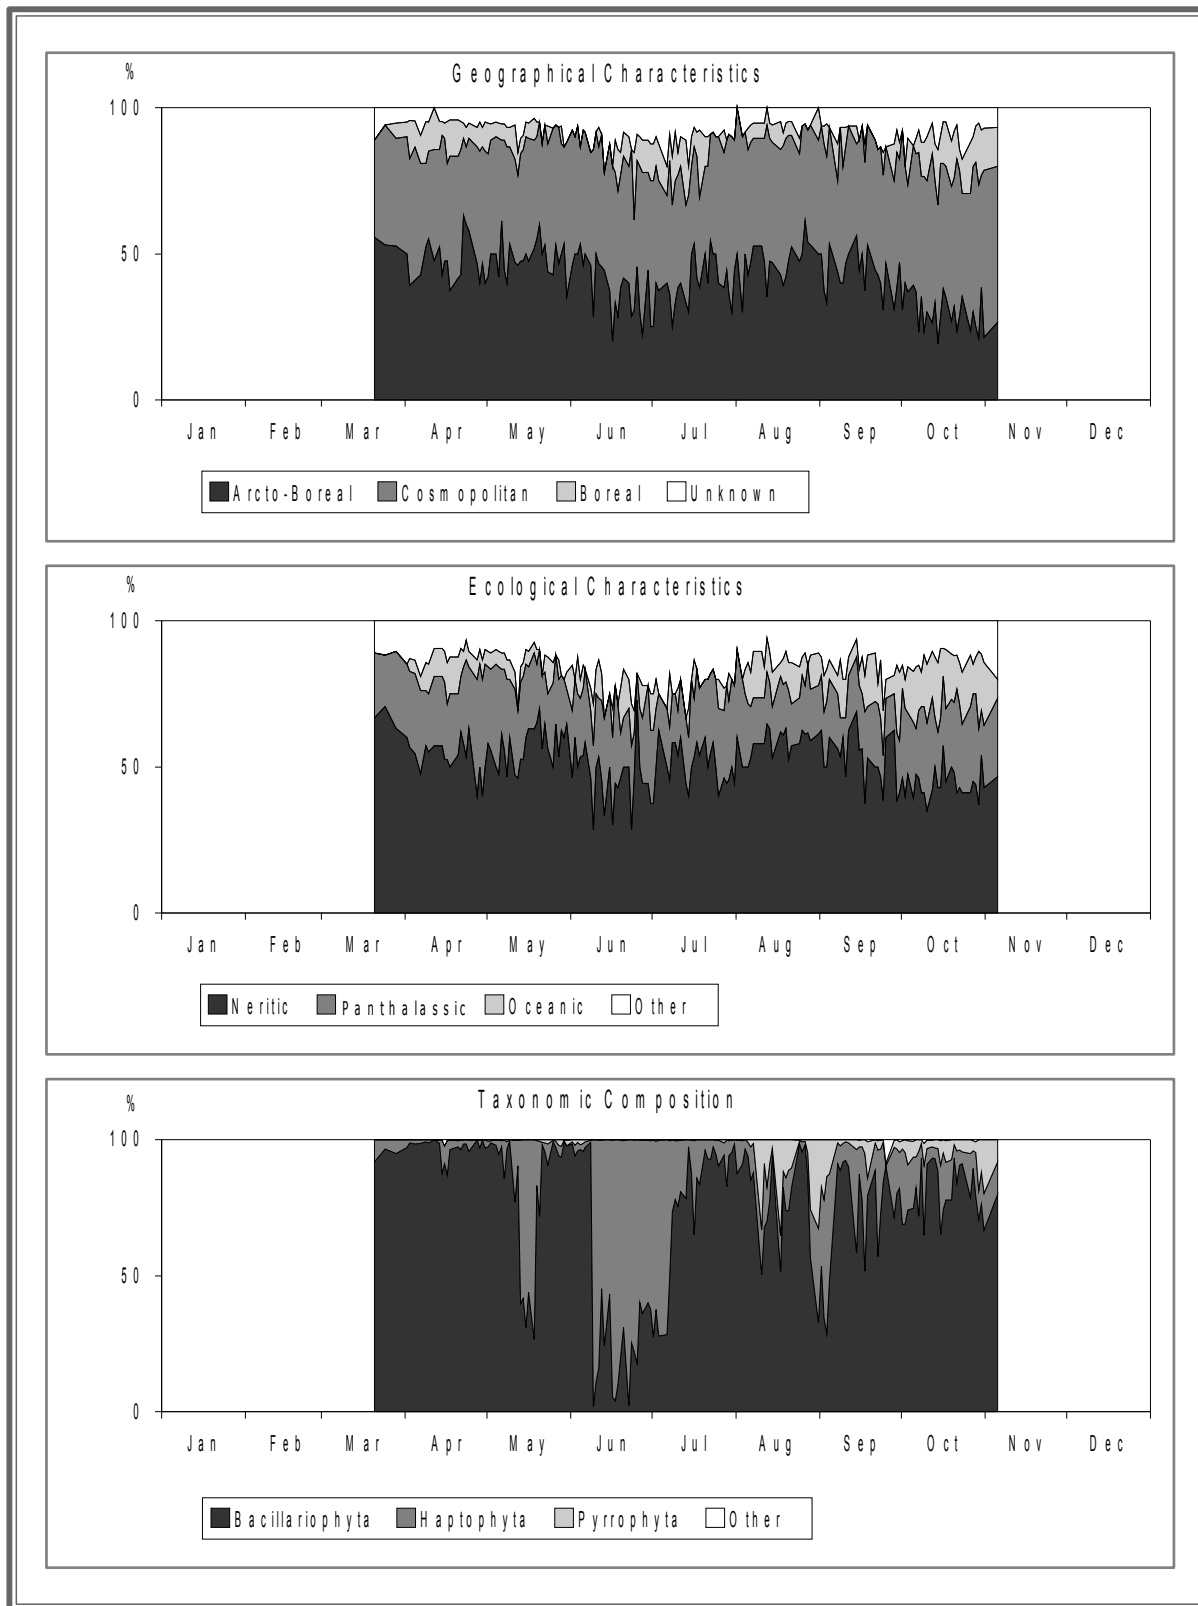 Geographical Characteristics
%
100
50
0
Jan Feb Mar Apr May Jun Jul Aug Sep Oct Nov Dec
Arcto-Boreal Cosmopolitan Boreal Unknown
Ecological Characteristics
%
100
50
0
Jan Feb Mar Apr May Jun Jul Aug Sep Oct Nov Dec
Neritic Panthalassic Oceanic Other
Taxonomic Composition
%
100
50
0
Jan Feb Mar Apr May Jun Jul Aug Sep Oct Nov Dec
Bacillariophyta Haptophyta Pyrrophyta Other